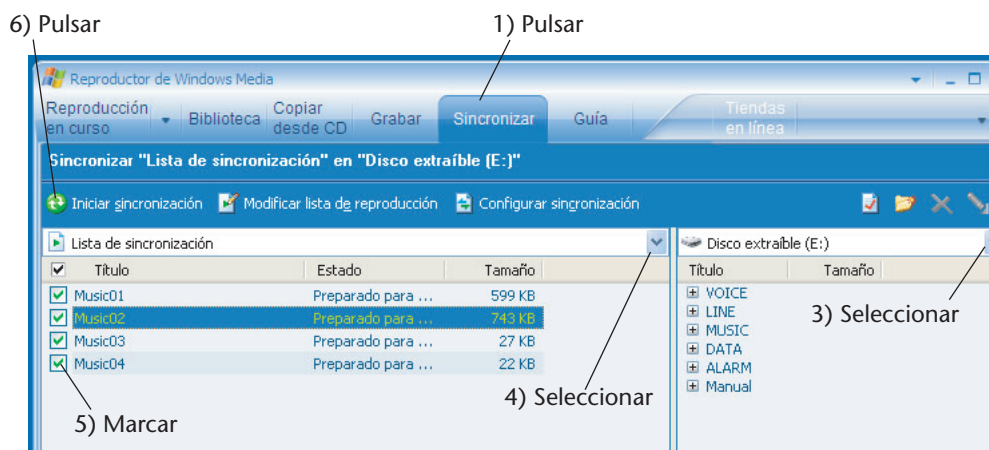 6) Pulsar
1) Pulsar
Reproductor de Windows Media
Reproducción en curso
Biblioteca
Copiar desde CD
Grabar
Sincronizar
Guía
Tiendas en línea
Sincronizar "Lista de sincronización" en "Disco extraíble (E:)"
Iniciar sincronización
Modificar lista de reproducción
Configurar sincronización
Lista de sincronización
Disco extraíble (E:)
Título Estado Tamaño
Título Tamaño
Music01 Preparado para ... 599 KB
Music02 Preparado para ... 743 KB
Music03 Preparado para ... 27 KB
Music04 Preparado para ... 22 KB
VOICE
LINE
MUSIC
DATA
ALARM
Manual
3) Seleccionar
4) Seleccionar
5) Marcar